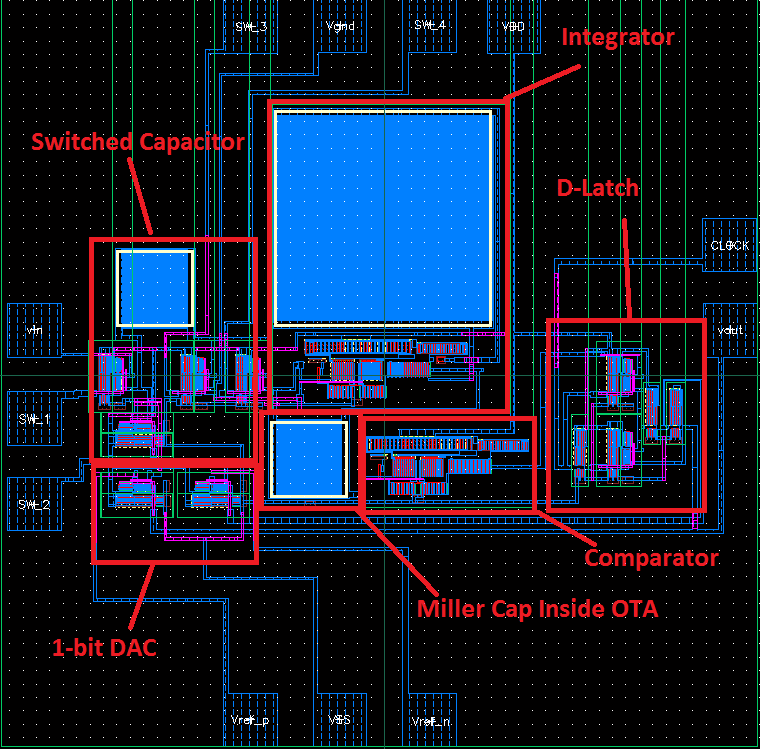 SW_3
Vgnd
SW_4
VDD
Integrator
Switched Capacitor
D-Latch
CLOCK
vin
vout
SW_1
SW_2
Comparator
Miller Cap Inside OTA
1-bit DAC
Vref_p
VSS
Vref_n